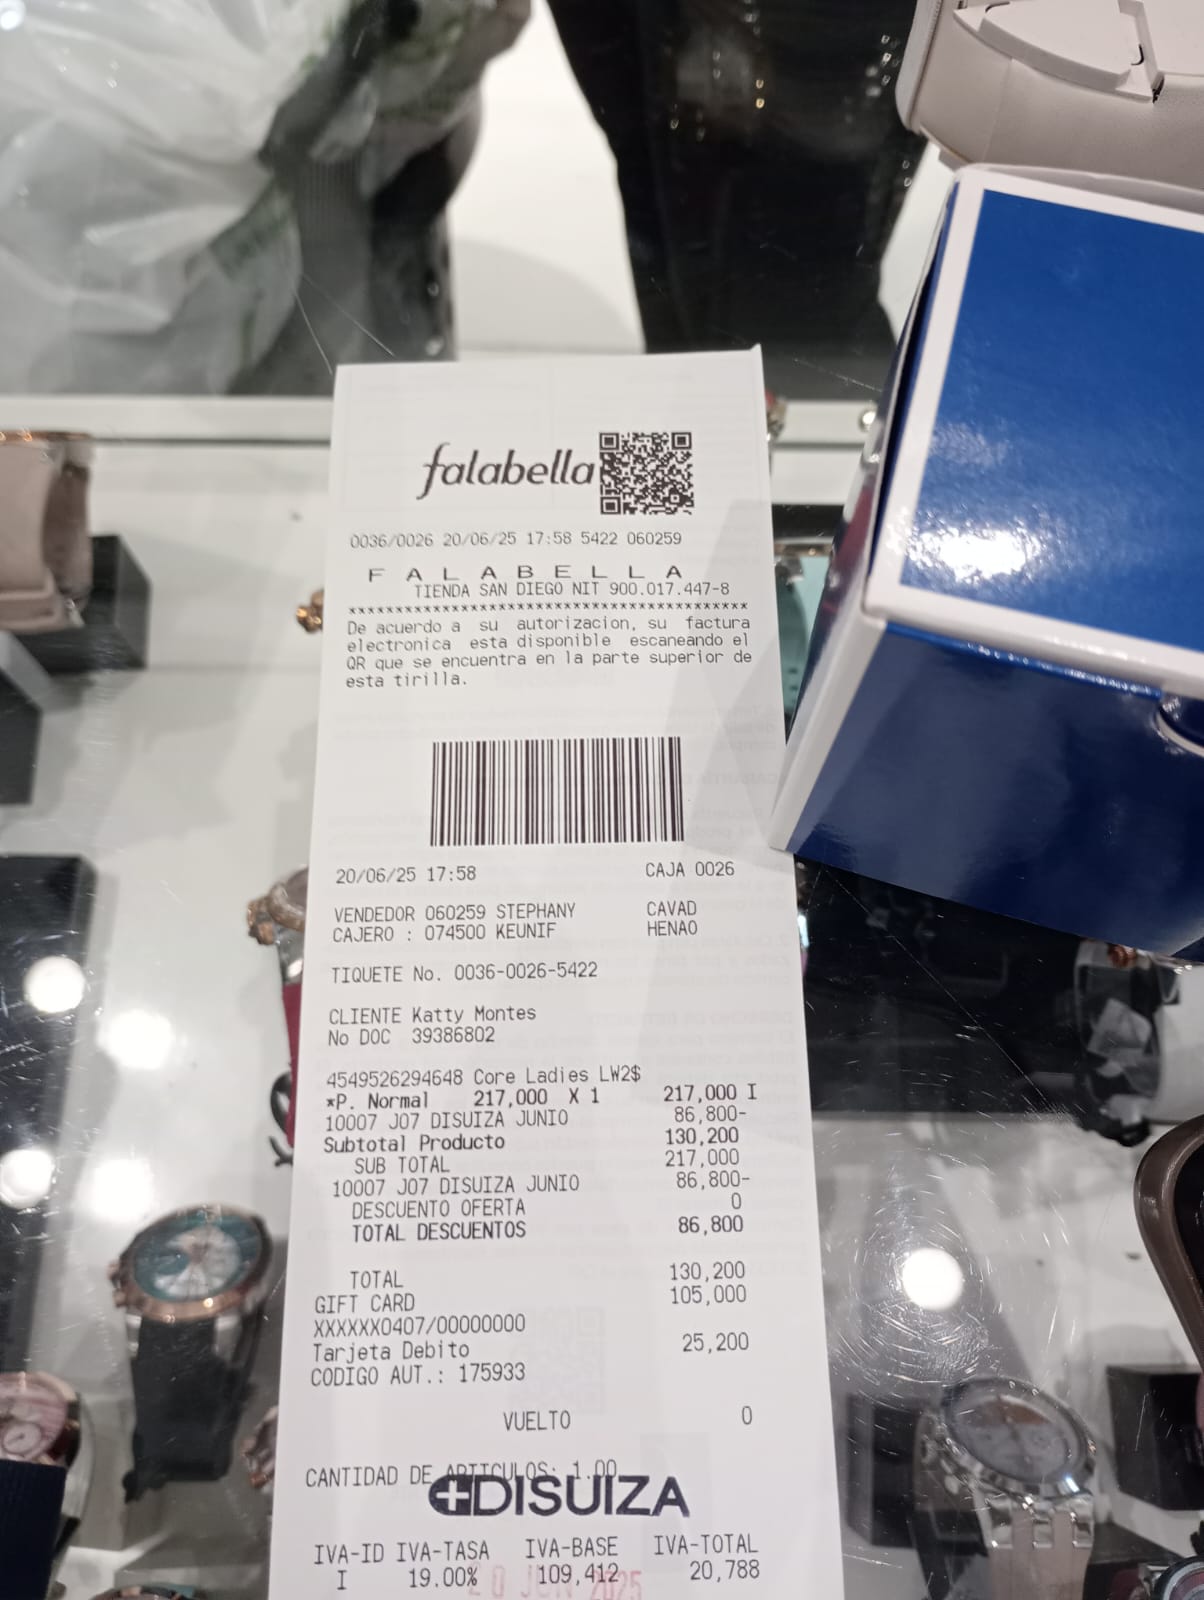 falabella
0036/0026 20/06/25 17:58 5422 060259
F A L A B E L L A
TIENDA SAN DIEGO NIT 900.017.447-8
*******************************************
De acuerdo a su autorizacion, su factura
electronica esta disponible escaneando el
QR que se encuentra en la parte superior de
esta tirilla.
20/06/25 17:58 CAJA 0026
VENDEDOR 060259 STEPHANY CAVAD
CAJERO : 074500 KEUNIF HENAO
TIQUETE No. 0036-0026-5422
CLIENTE Katty Montes
No DOC 39386802
4549526294648 Core Ladies LW2$
*P. Normal 217,000 X 1 217,000 I
10007 J07 DISUIZA JUNIO 86,800-
Subtotal Producto 130,200
SUB TOTAL 217,000
10007 J07 DISUIZA JUNIO 86,800-
DESCUENTO OFERTA 0
TOTAL DESCUENTOS 86,800
TOTAL 130,200
GIFT CARD 105,000
XXXXXX0407/00000000
Tarjeta Debito 25,200
CODIGO AUT.: 175933
VUELTO 0
CANTIDAD DE ARTICULOS: 1.00
DISUIZA
IVA-ID IVA-TASA IVA-BASE IVA-TOTAL
I 19.00% 109,412 20,788
20 JUN 2025